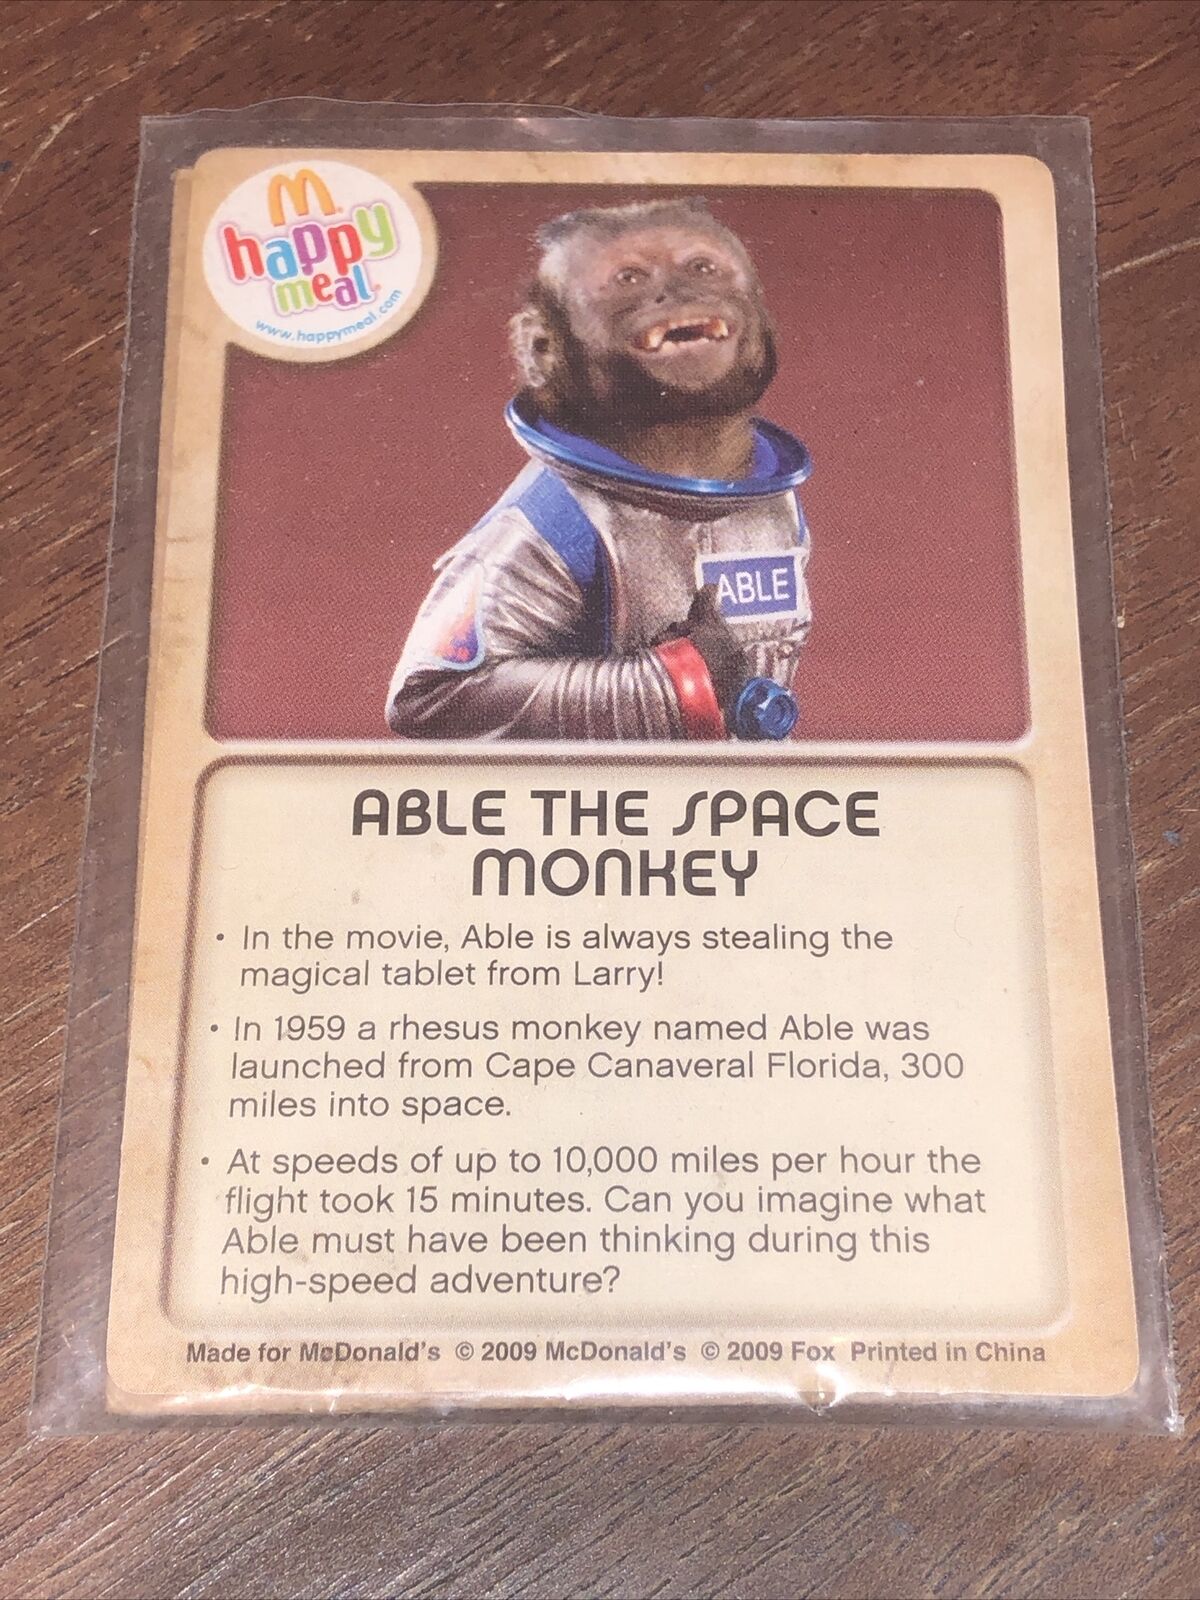 M
happy
meal
www.happymeal.com
ABLE
ABLE THE SPACE
MONKEY
• In the movie, Able is always stealing the
magical tablet from Larry!
• In 1959 a rhesus monkey named Able was
launched from Cape Canaveral Florida, 300
miles into space.
• At speeds of up to 10,000 miles per hour the
flight took 15 minutes. Can you imagine what
Able must have been thinking during this
high-speed adventure?
Made for McDonald's © 2009 McDonald's © 2009 Fox Printed in China